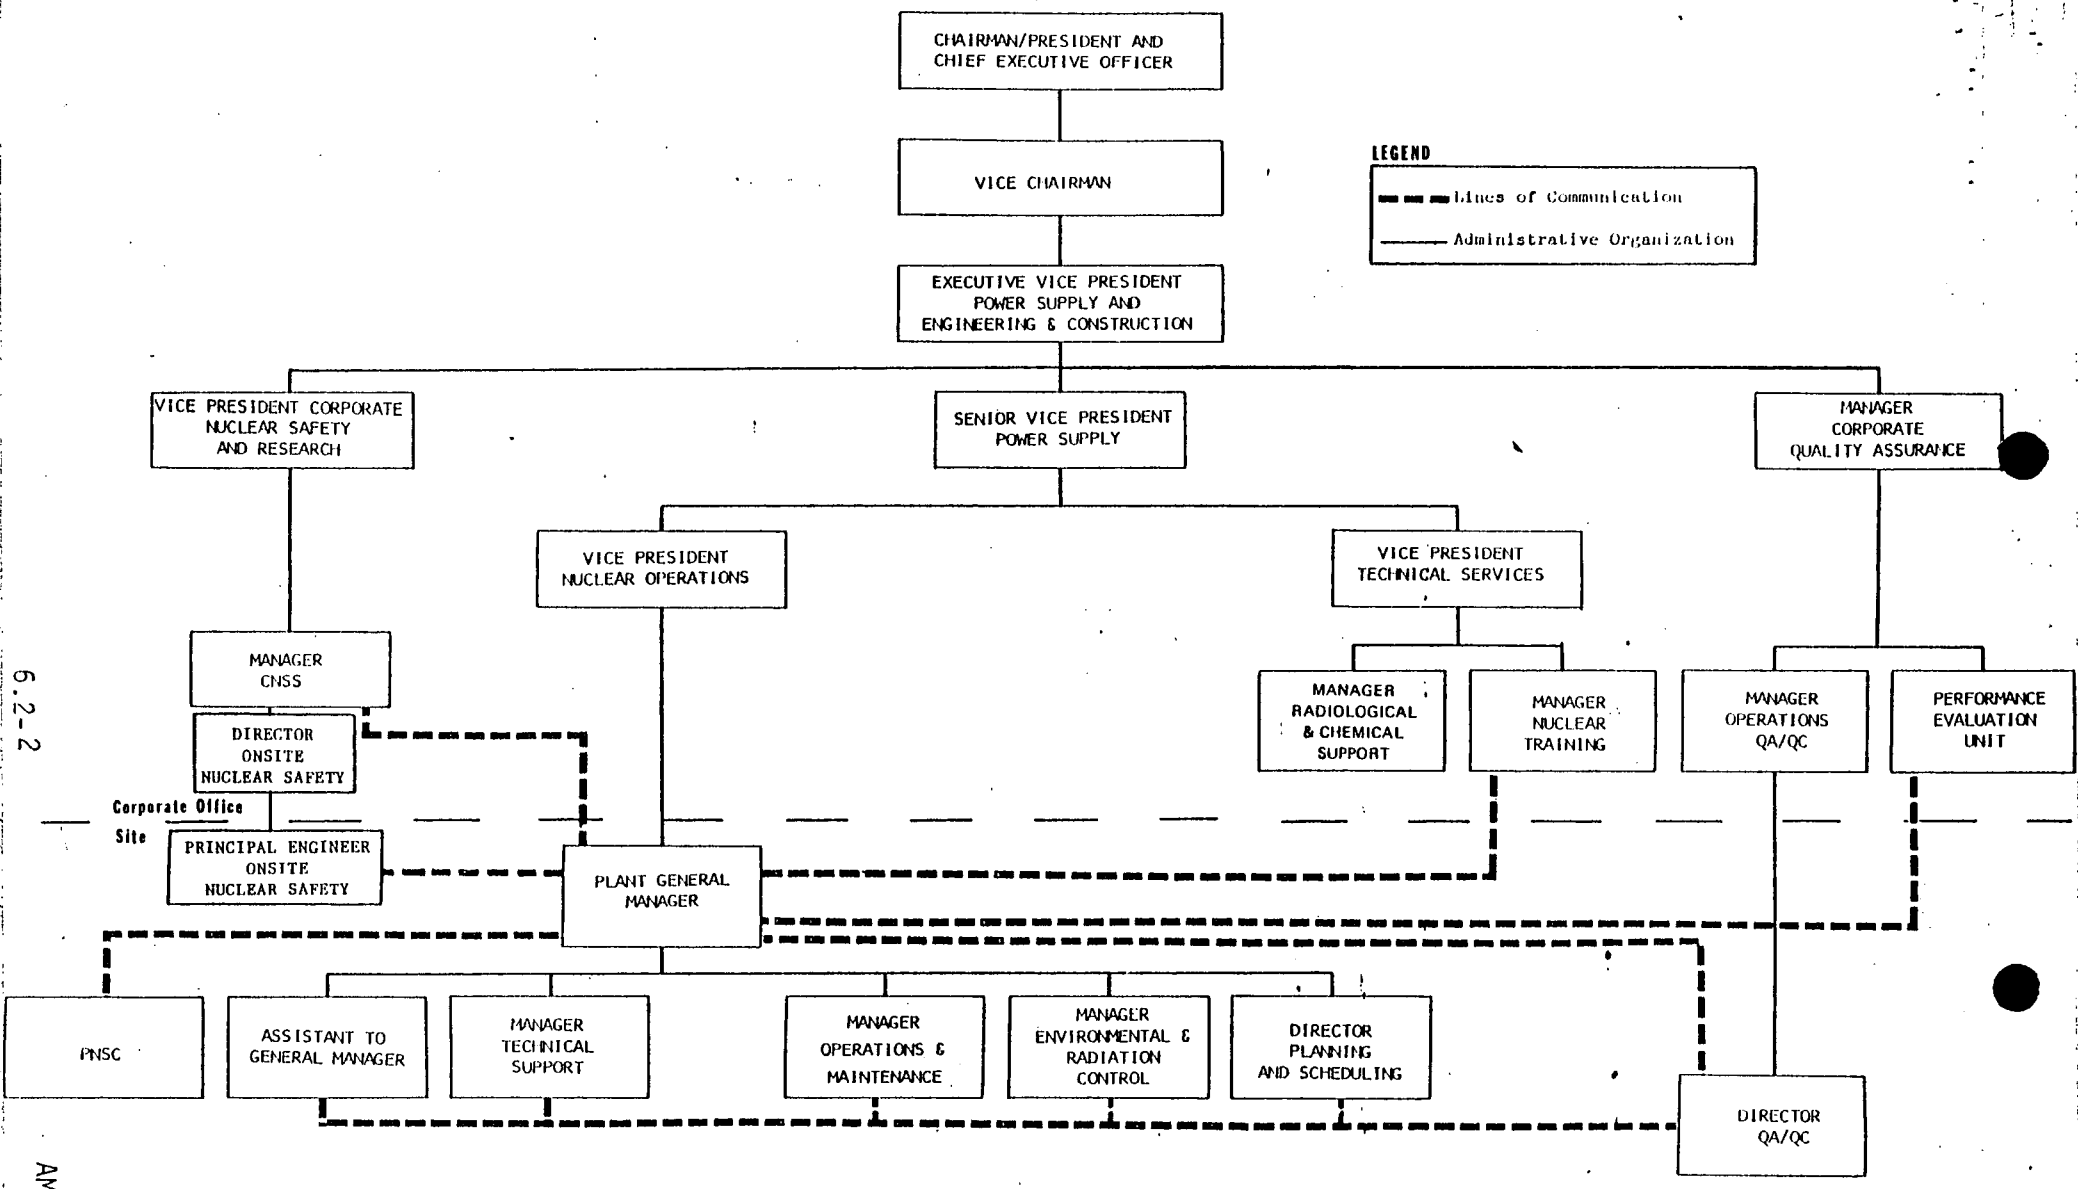 CHAIRMAN/PRESIDENT AND
CHIEF EXECUTIVE OFFICER
VICE CHAIRMAN
LEGEND
Lines of Communication
Administrative Organization
EXECUTIVE VICE PRESIDENT
POWER SUPPLY AND
ENGINEERING & CONSTRUCTION
VICE PRESIDENT CORPORATE
NUCLEAR SAFETY
AND RESEARCH
SENIOR VICE PRESIDENT
POWER SUPPLY
MANAGER
CORPORATE
QUALITY ASSURANCE
VICE PRESIDENT
NUCLEAR OPERATIONS
VICE PRESIDENT
TECHNICAL SERVICES
MANAGER
CNSS
MANAGER
RADIOLOGICAL
& CHEMICAL
SUPPORT
MANAGER
NUCLEAR
TRAINING
MANAGER
OPERATIONS
QA/QC
PERFORMANCE
EVALUATION
UNIT
DIRECTOR
ONSITE
NUCLEAR SAFETY
Corporate Office
Site
PRINCIPAL ENGINEER
ONSITE
NUCLEAR SAFETY
PLANT GENERAL
MANAGER
PNSC
ASSISTANT TO
GENERAL MANAGER
MANAGER
TECHNICAL
SUPPORT
MANAGER
OPERATIONS &
MAINTENANCE
MANAGER
ENVIRONMENTAL &
RADIATION
CONTROL
DIRECTOR
PLANNING
AND SCHEDULING
DIRECTOR
QA/QC
6.2-2